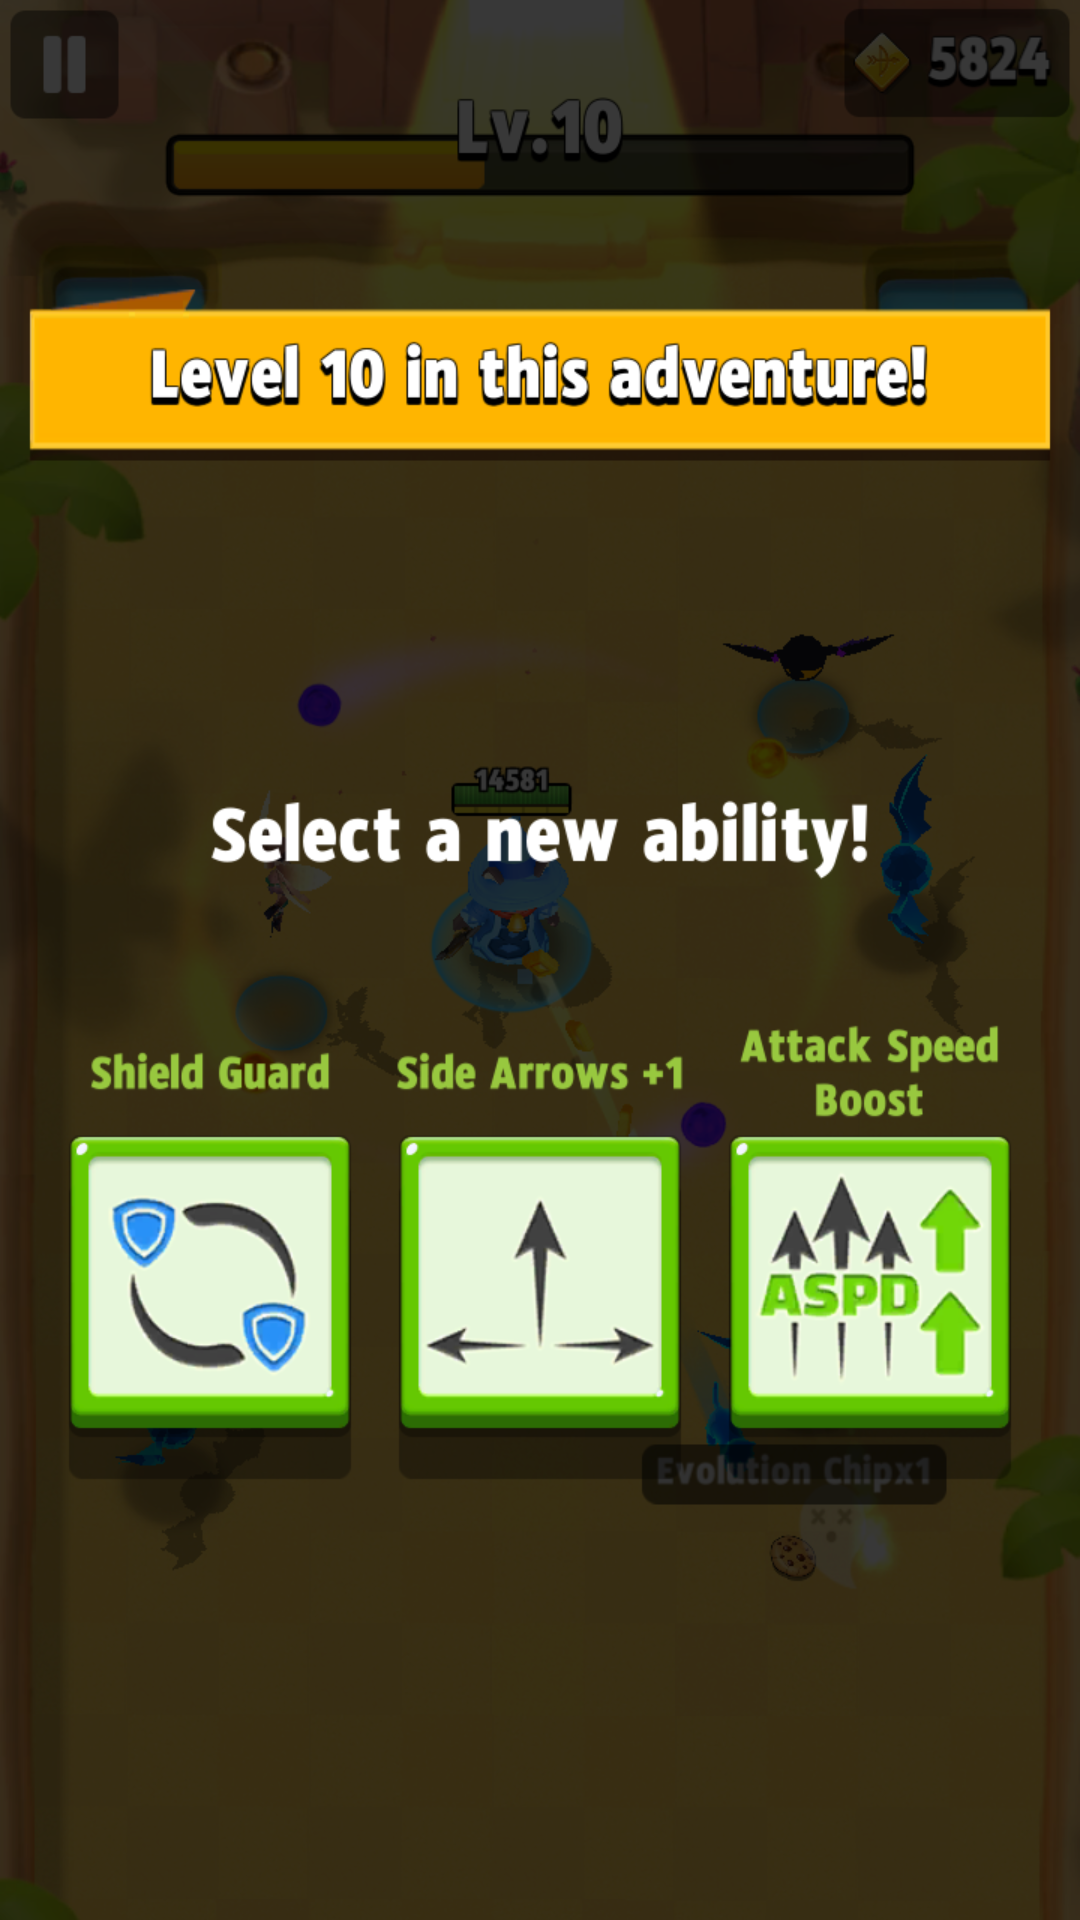 5824
Lv.10
Level 10 in this adventure!
14581
Select a new ability!
Shield Guard
Side Arrows +1
Attack Speed
Boost
ASPD
Evolution Chipx1